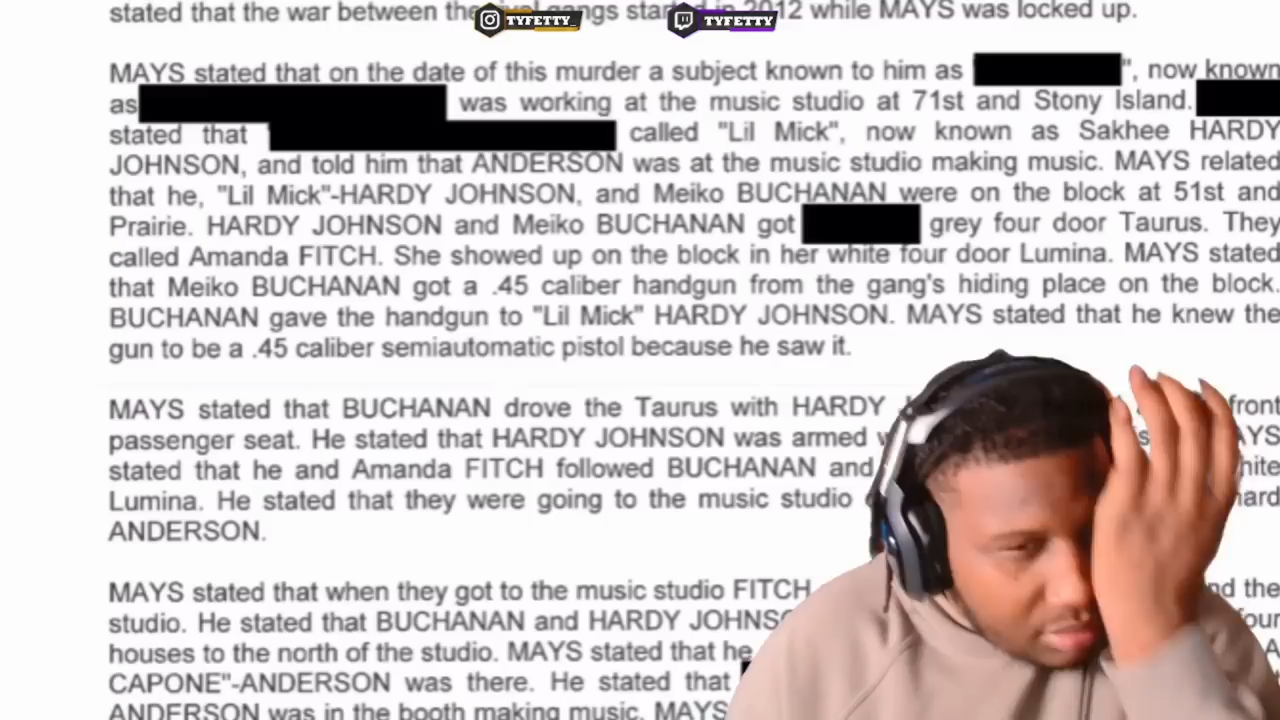 stated that the war between the rival gangs started in 2012 while MAYS was locked up.
TYFETTY_
TYFETTY
MAYS stated that on the date of this murder a subject known to him as ", now known
as was working at the music studio at 71st and Stony Island.
stated that called "Lil Mick", now known as Sakhee HARDY
JOHNSON, and told him that ANDERSON was at the music studio making music. MAYS related
that he, "Lil Mick"-HARDY JOHNSON, and Meiko BUCHANAN were on the block at 51st and
Prairie. HARDY JOHNSON and Meiko BUCHANAN got grey four door Taurus. They
called Amanda FITCH. She showed up on the block in her white four door Lumina. MAYS stated
that Meiko BUCHANAN got a .45 caliber handgun from the gang's hiding place on the block.
BUCHANAN gave the handgun to "Lil Mick" HARDY JOHNSON. MAYS stated that he knew the
gun to be a .45 caliber semiautomatic pistol because he saw it.
MAYS stated that BUCHANAN drove the Taurus with HARDY front
passenger seat. He stated that HARDY JOHNSON was armed
stated that he and Amanda FITCH followed BUCHANAN and
Lumina. He stated that they were going to the music studio
ANDERSON.
MAYS stated that when they got to the music studio FITCH the
studio. He stated that BUCHANAN and HARDY four
houses to the north of the studio. MAYS stated that he
CAPONE"-ANDERSON was there. He stated that
ANDERSON was in the booth making music. MAYS